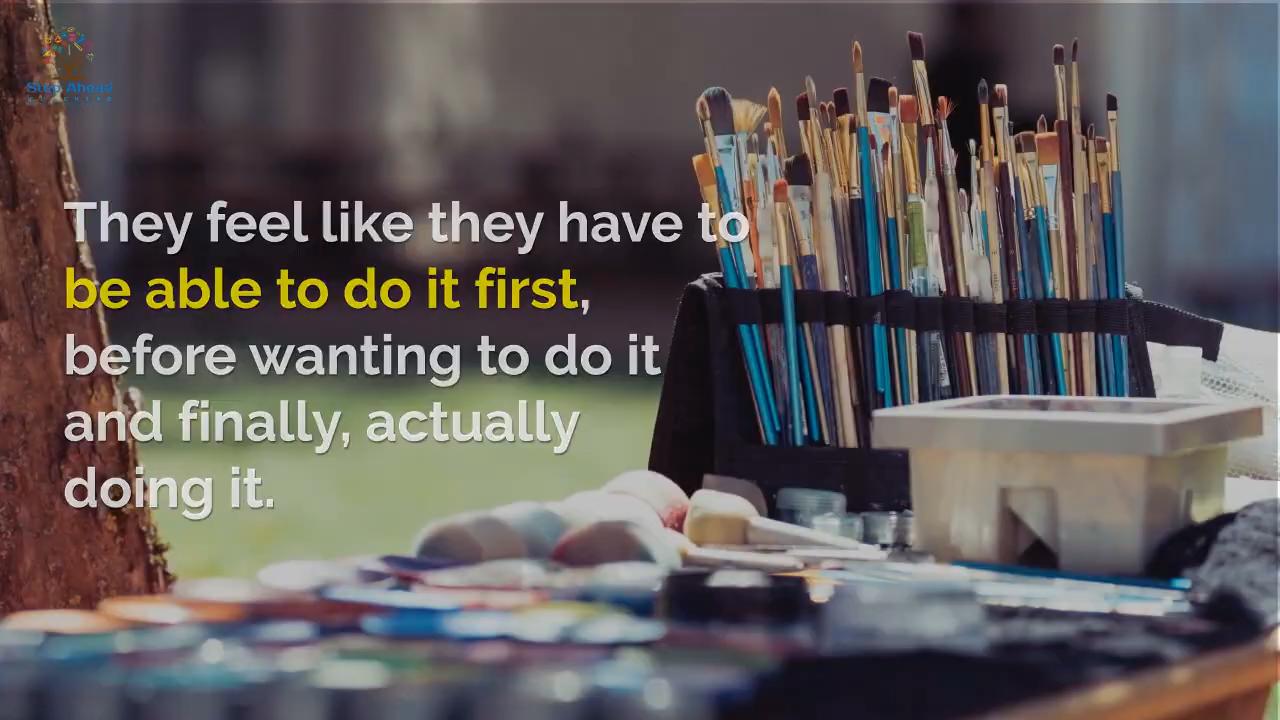 Step Ahead
They feel like they have to
be able to do it first,
before wanting to do it
and finally, actually
doing it.